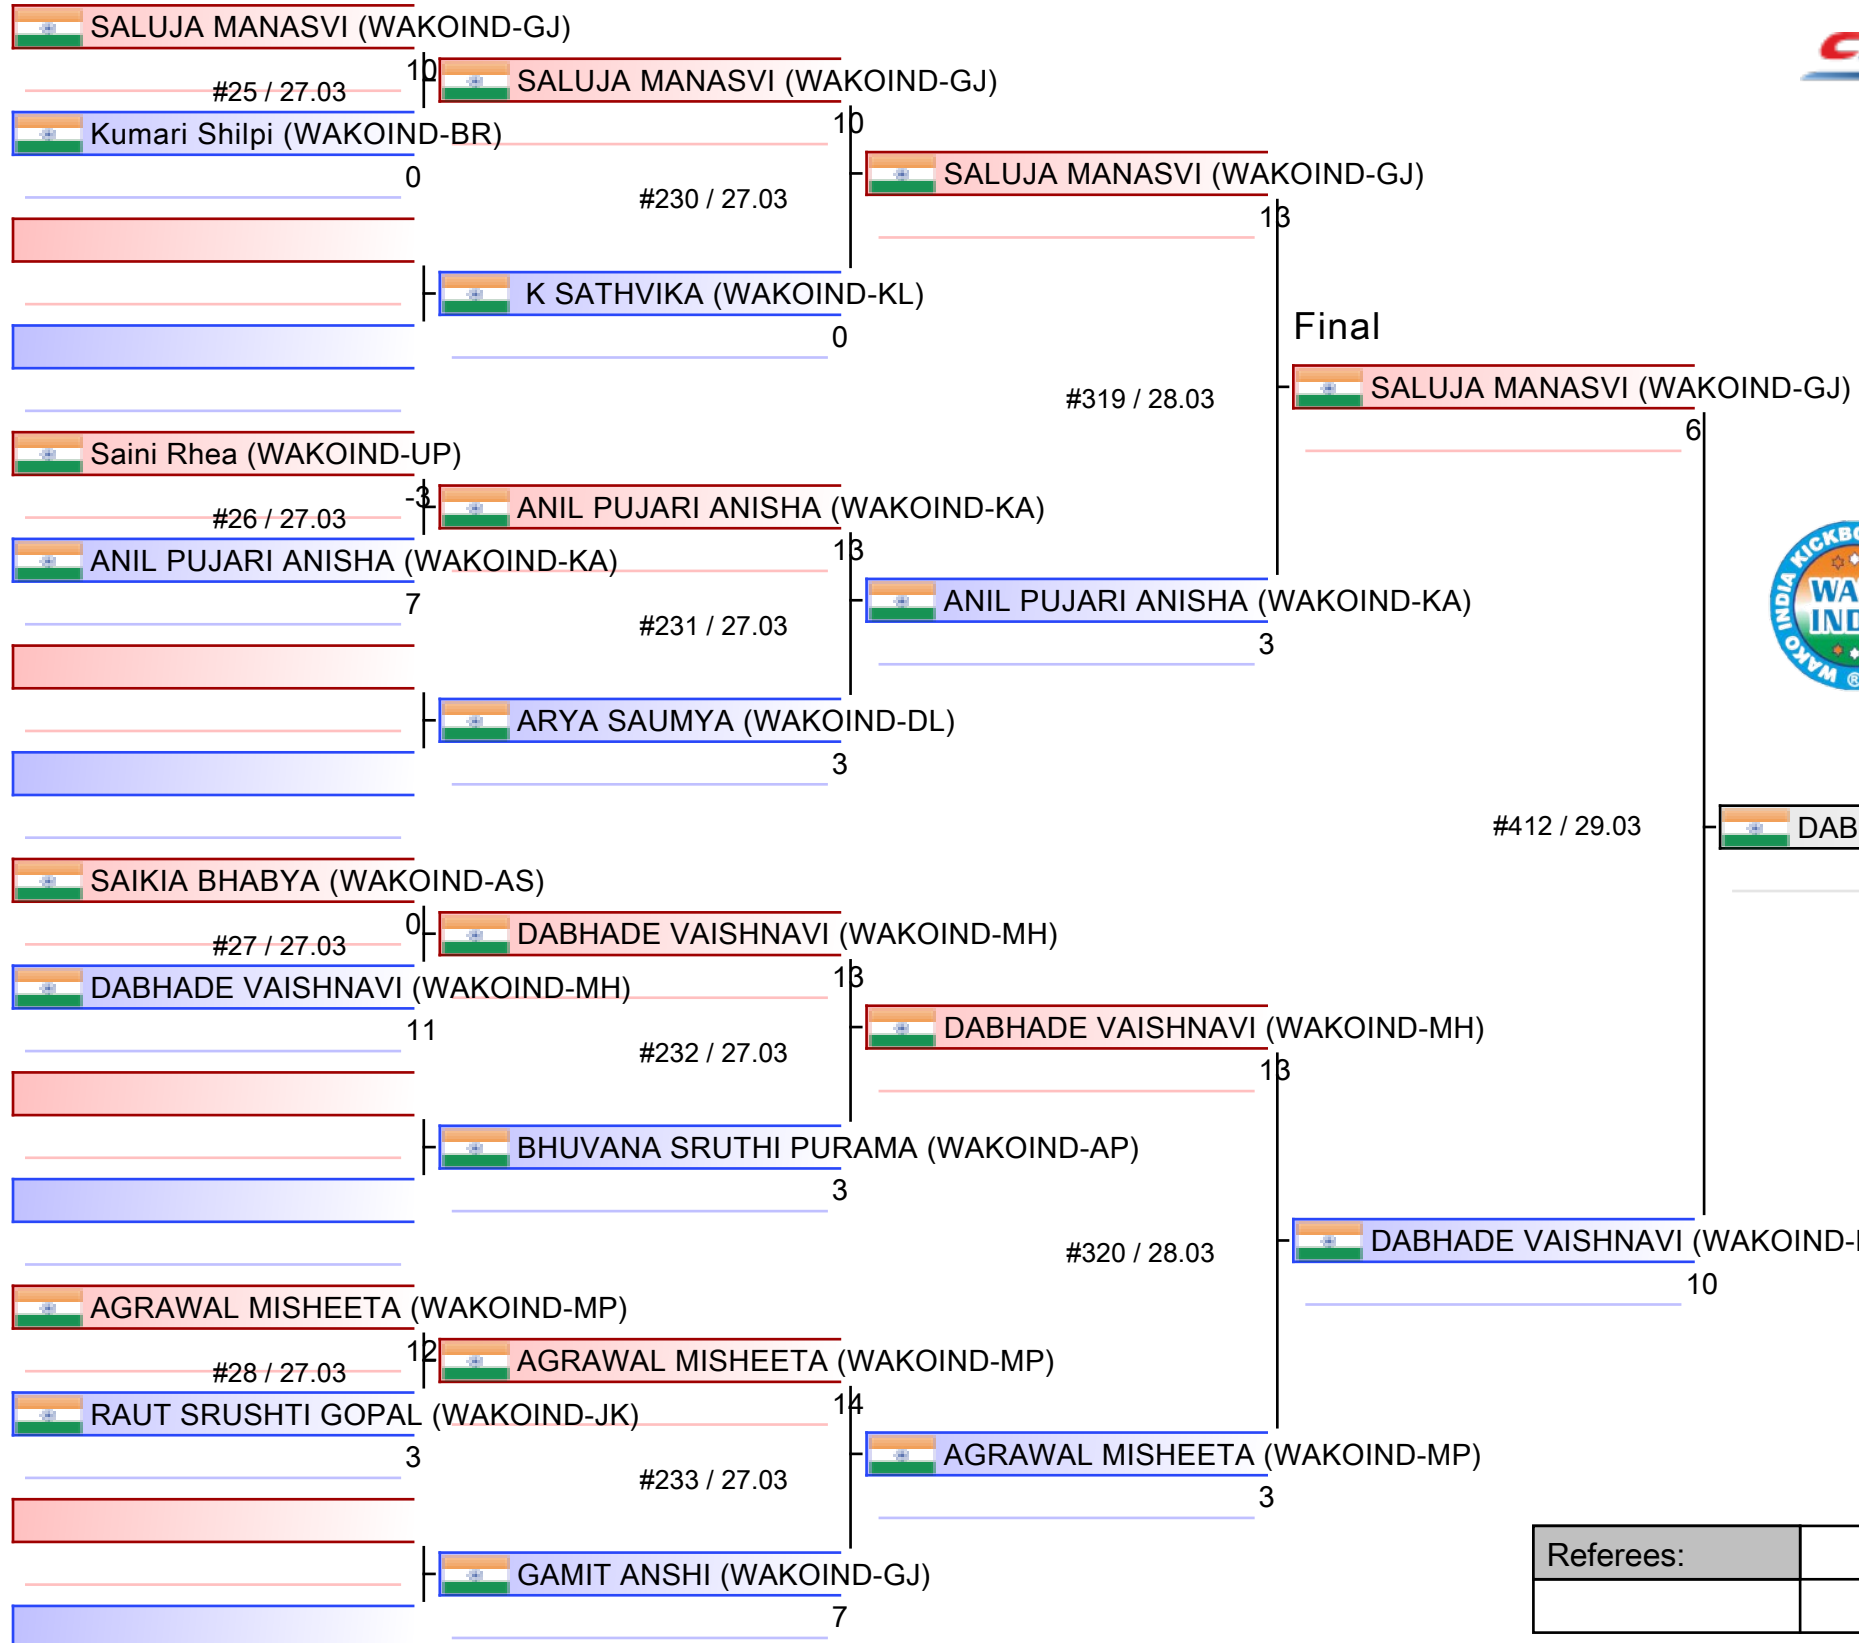 SALUJA MANASVI (WAKOIND-GJ)
10
#25 / 27.03
Kumari Shilpi (WAKOIND-BR)
0
SALUJA MANASVI (WAKOIND-GJ)
10
#230 / 27.03
K SATHVIKA (WAKOIND-KL)
0
SALUJA MANASVI (WAKOIND-GJ)
13
#319 / 28.03
Final
SALUJA MANASVI (WAKOIND-GJ)
6
Saini Rhea (WAKOIND-UP)
-3
#26 / 27.03
ANIL PUJARI ANISHA (WAKOIND-KA)
7
ANIL PUJARI ANISHA (WAKOIND-KA)
13
#231 / 27.03
ARYA SAUMYA (WAKOIND-DL)
3
ANIL PUJARI ANISHA (WAKOIND-KA)
3
WAKO INDIA KICKBO
WA
IND
#412 / 29.03
DAB
SAIKIA BHABYA (WAKOIND-AS)
0
#27 / 27.03
DABHADE VAISHNAVI (WAKOIND-MH)
11
DABHADE VAISHNAVI (WAKOIND-MH)
13
#232 / 27.03
BHUVANA SRUTHI PURAMA (WAKOIND-AP)
3
DABHADE VAISHNAVI (WAKOIND-MH)
13
#320 / 28.03
DABHADE VAISHNAVI (WAKOIND-
10
AGRAWAL MISHEETA (WAKOIND-MP)
12
#28 / 27.03
RAUT SRUSHTI GOPAL (WAKOIND-JK)
3
AGRAWAL MISHEETA (WAKOIND-MP)
14
#233 / 27.03
GAMIT ANSHI (WAKOIND-GJ)
7
AGRAWAL MISHEETA (WAKOIND-MP)
3
Referees: